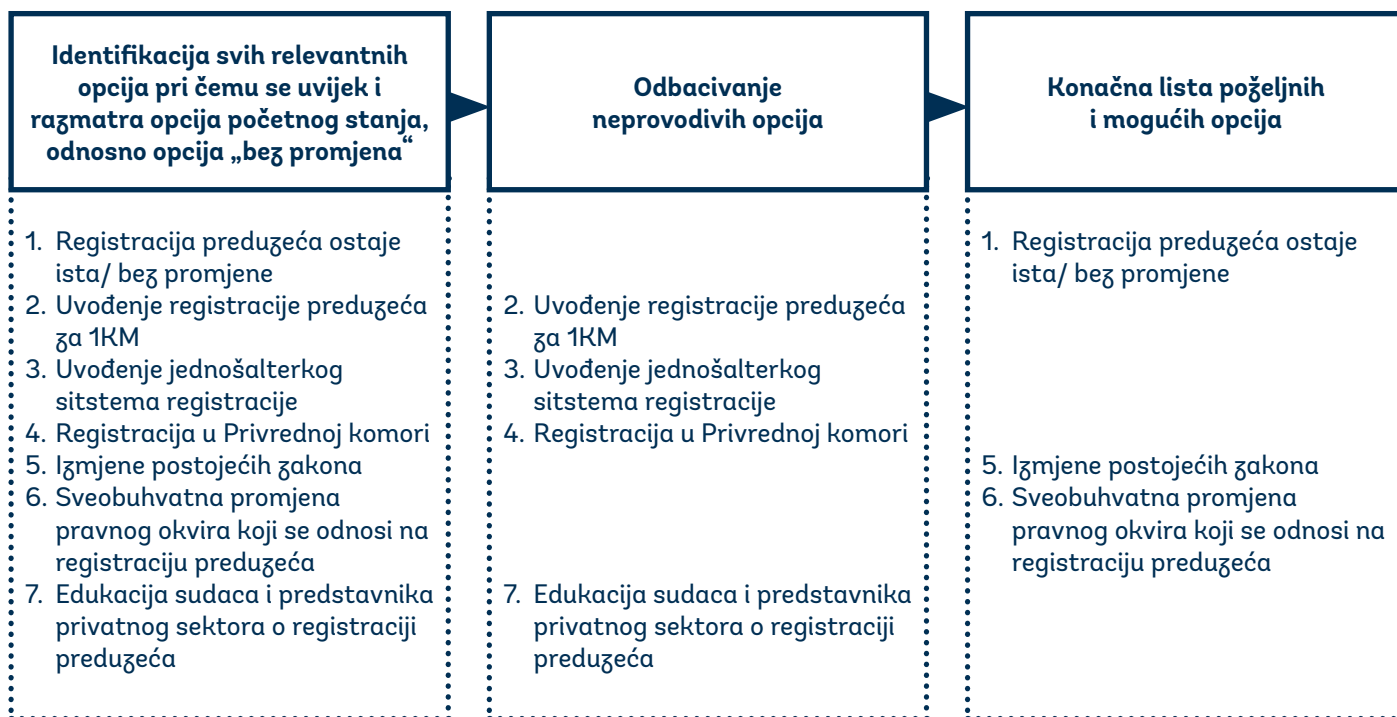 Identifikacija svih relevantnih
opcija pri čemu se uvijek i
razmatra opcija početnog stanja,
odnosno opcija „bez promjena“
Odbacivanje
neprovodivih opcija
Konačna lista poželjnih
i mogućih opcija
1. Registracija preduzeća ostaje
ista/ bez promjene
2. Uvođenje registracije preduzeća
za 1KM
3. Uvođenje jednošalterkog
sitstema registracije
4. Registracija u Privrednoj komori
5. Izmjene postojećih zakona
6. Sveobuhvatna promjena
pravnog okvira koji se odnosi na
registraciju preduzeća
7. Edukacija sudaca i predstavnika
privatnog sektora o registraciji
preduzeća
2. Uvođenje registracije preduzeća
za 1KM
3. Uvođenje jednošalterkog
sitstema registracije
4. Registracija u Privrednoj komori
7. Edukacija sudaca i predstavnika
privatnog sektora o registraciji
preduzeća
1. Registracija preduzeća ostaje
ista/ bez promjene
5. Izmjene postojećih zakona
6. Sveobuhvatna promjena
pravnog okvira koji se odnosi na
registraciju preduzeća